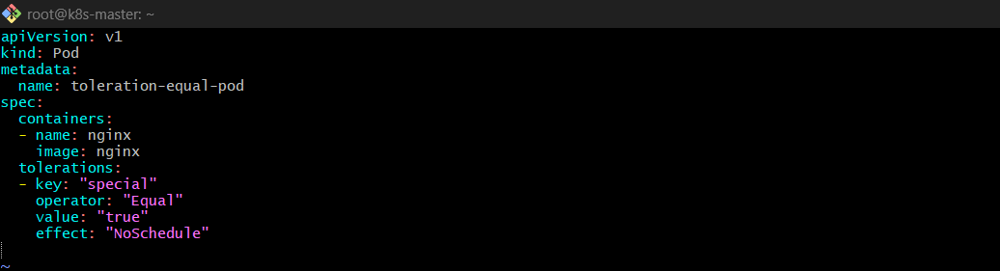 root@k8s-master: ~
apiVersion: v1
kind: Pod
metadata:
  name: toleration-equal-pod
spec:
  containers:
  - name: nginx
    image: nginx
  tolerations:
  - key: "special"
    operator: "Equal"
    value: "true"
    effect: "NoSchedule"
~